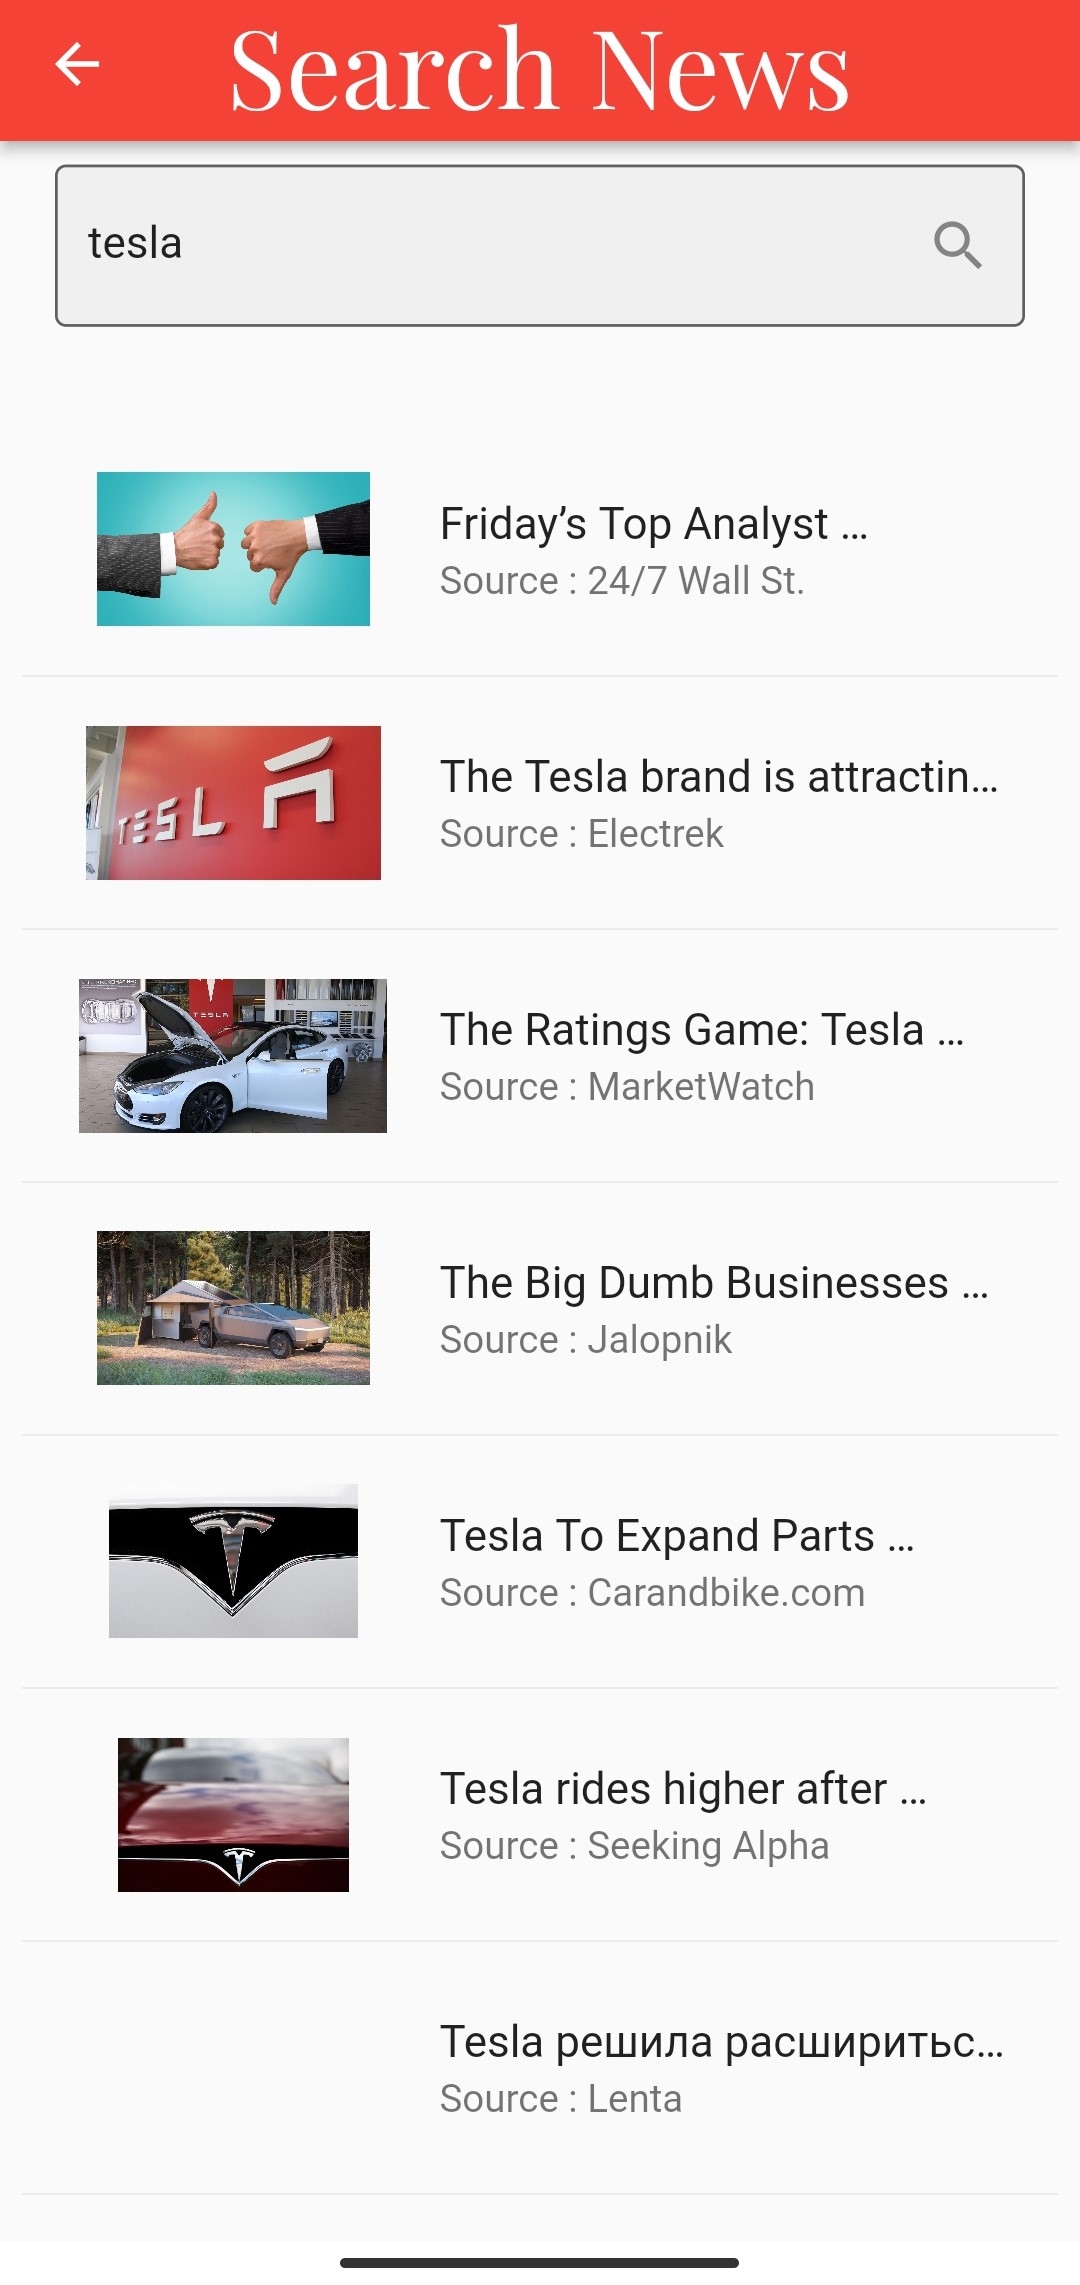 Search News
tesla
Friday’s Top Analyst ...
Source : 24/7 Wall St.
TESLA
The Tesla brand is attractin...
Source : Electrek
TESLA
The Ratings Game: Tesla ...
Source : MarketWatch
The Big Dumb Businesses ...
Source : Jalopnik
Tesla To Expand Parts ...
Source : Carandbike.com
Tesla rides higher after ...
Source : Seeking Alpha
Tesla решила расширитьс...
Source : Lenta